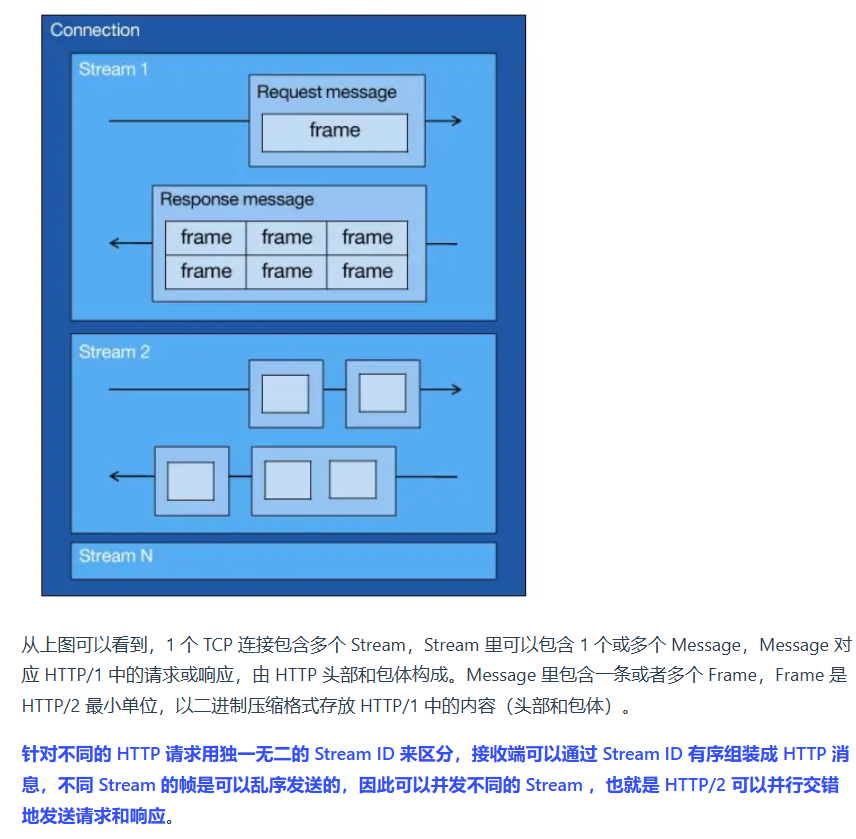 Connection
Stream 1
Request message
frame
Response message
frame frame frame
frame frame frame
Stream 2
Stream N
从上图可以看到，1 个 TCP 连接包含多个 Stream，Stream 里可以包含 1 个或多个 Message，Message 对
应 HTTP/1 中的请求或响应，由 HTTP 头部和包体构成。Message 里包含一条或者多个 Frame，Frame 是
HTTP/2 最小单位，以二进制压缩格式存放 HTTP/1 中的内容（头部和包体）。
针对不同的 HTTP 请求用独一无二的 Stream ID 来区分，接收端可以通过 Stream ID 有序组装成 HTTP 消
息，不同 Stream 的帧是可以乱序发送的，因此可以并发不同的 Stream ，也就是 HTTP/2 可以并行交错
地发送请求和响应。